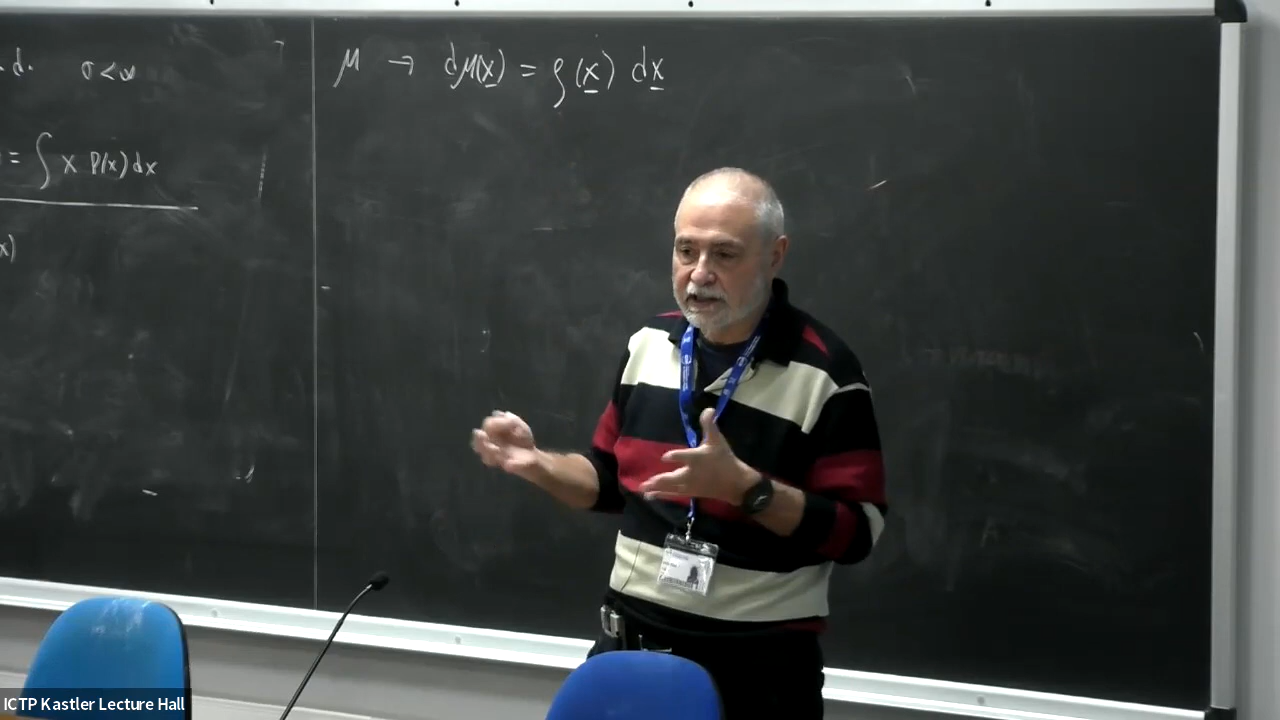 .d. σ<∞
= ∫ x P(x) dx
x)
μ → dμ(x) = ρ(x) dx
ICTP Kastler Lecture Hall